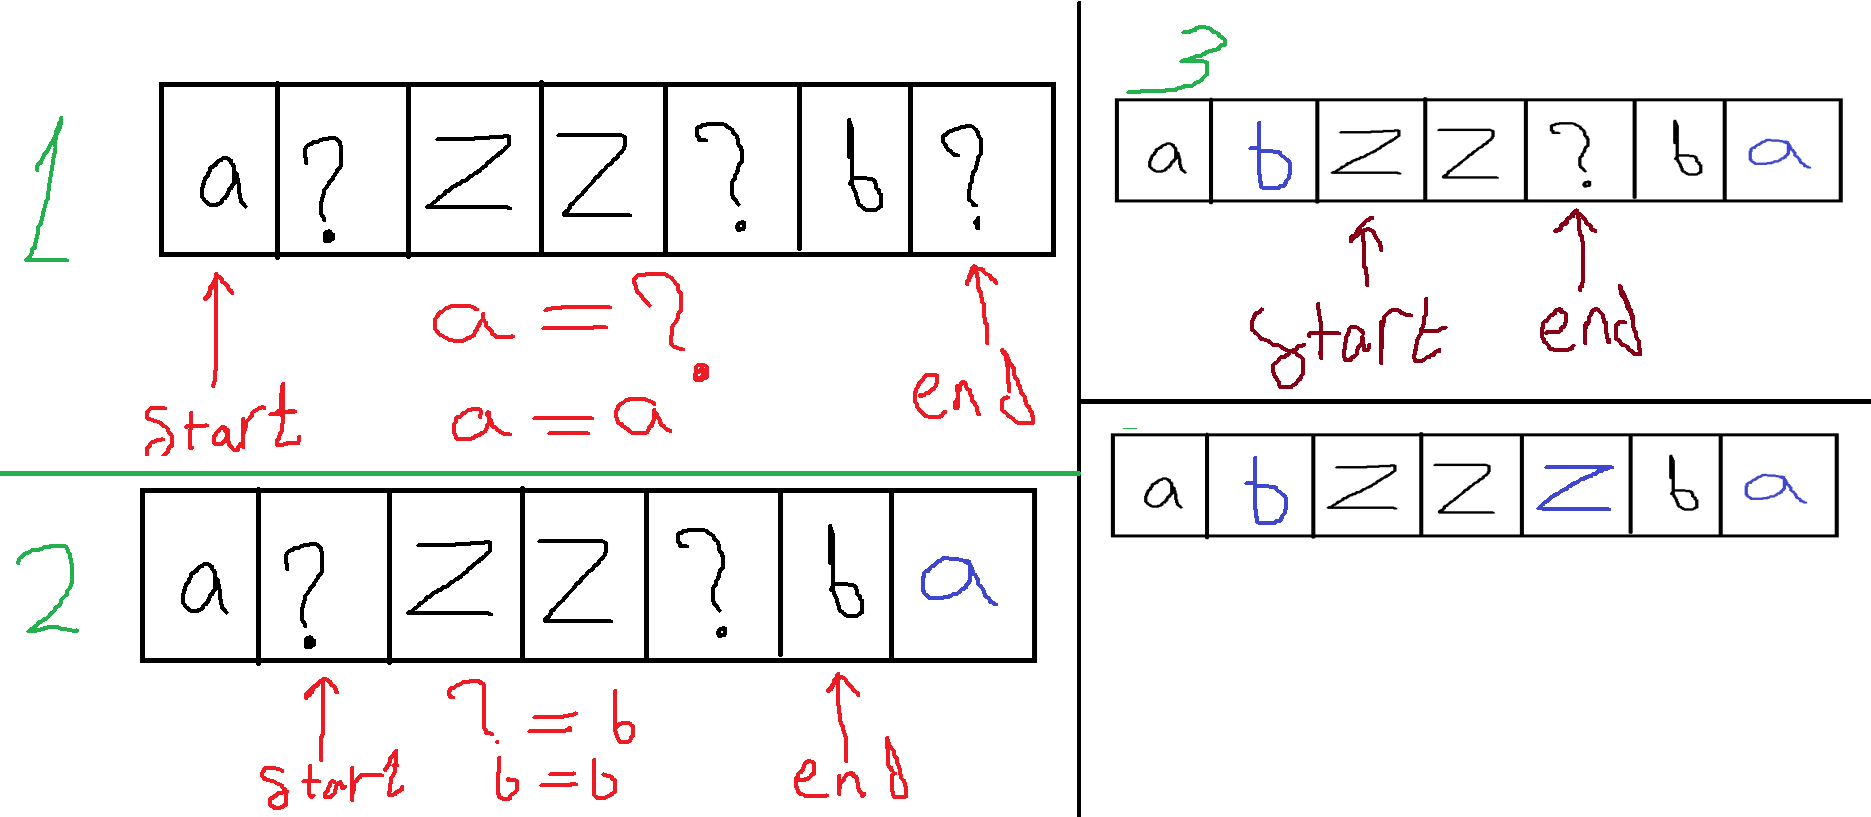 1
a ? z z ? b ?
start a = ? end
a = a
2
a ? z z ? b a
start ? = b end
b = b
3
a b z z ? b a
start end
a b z z z b a